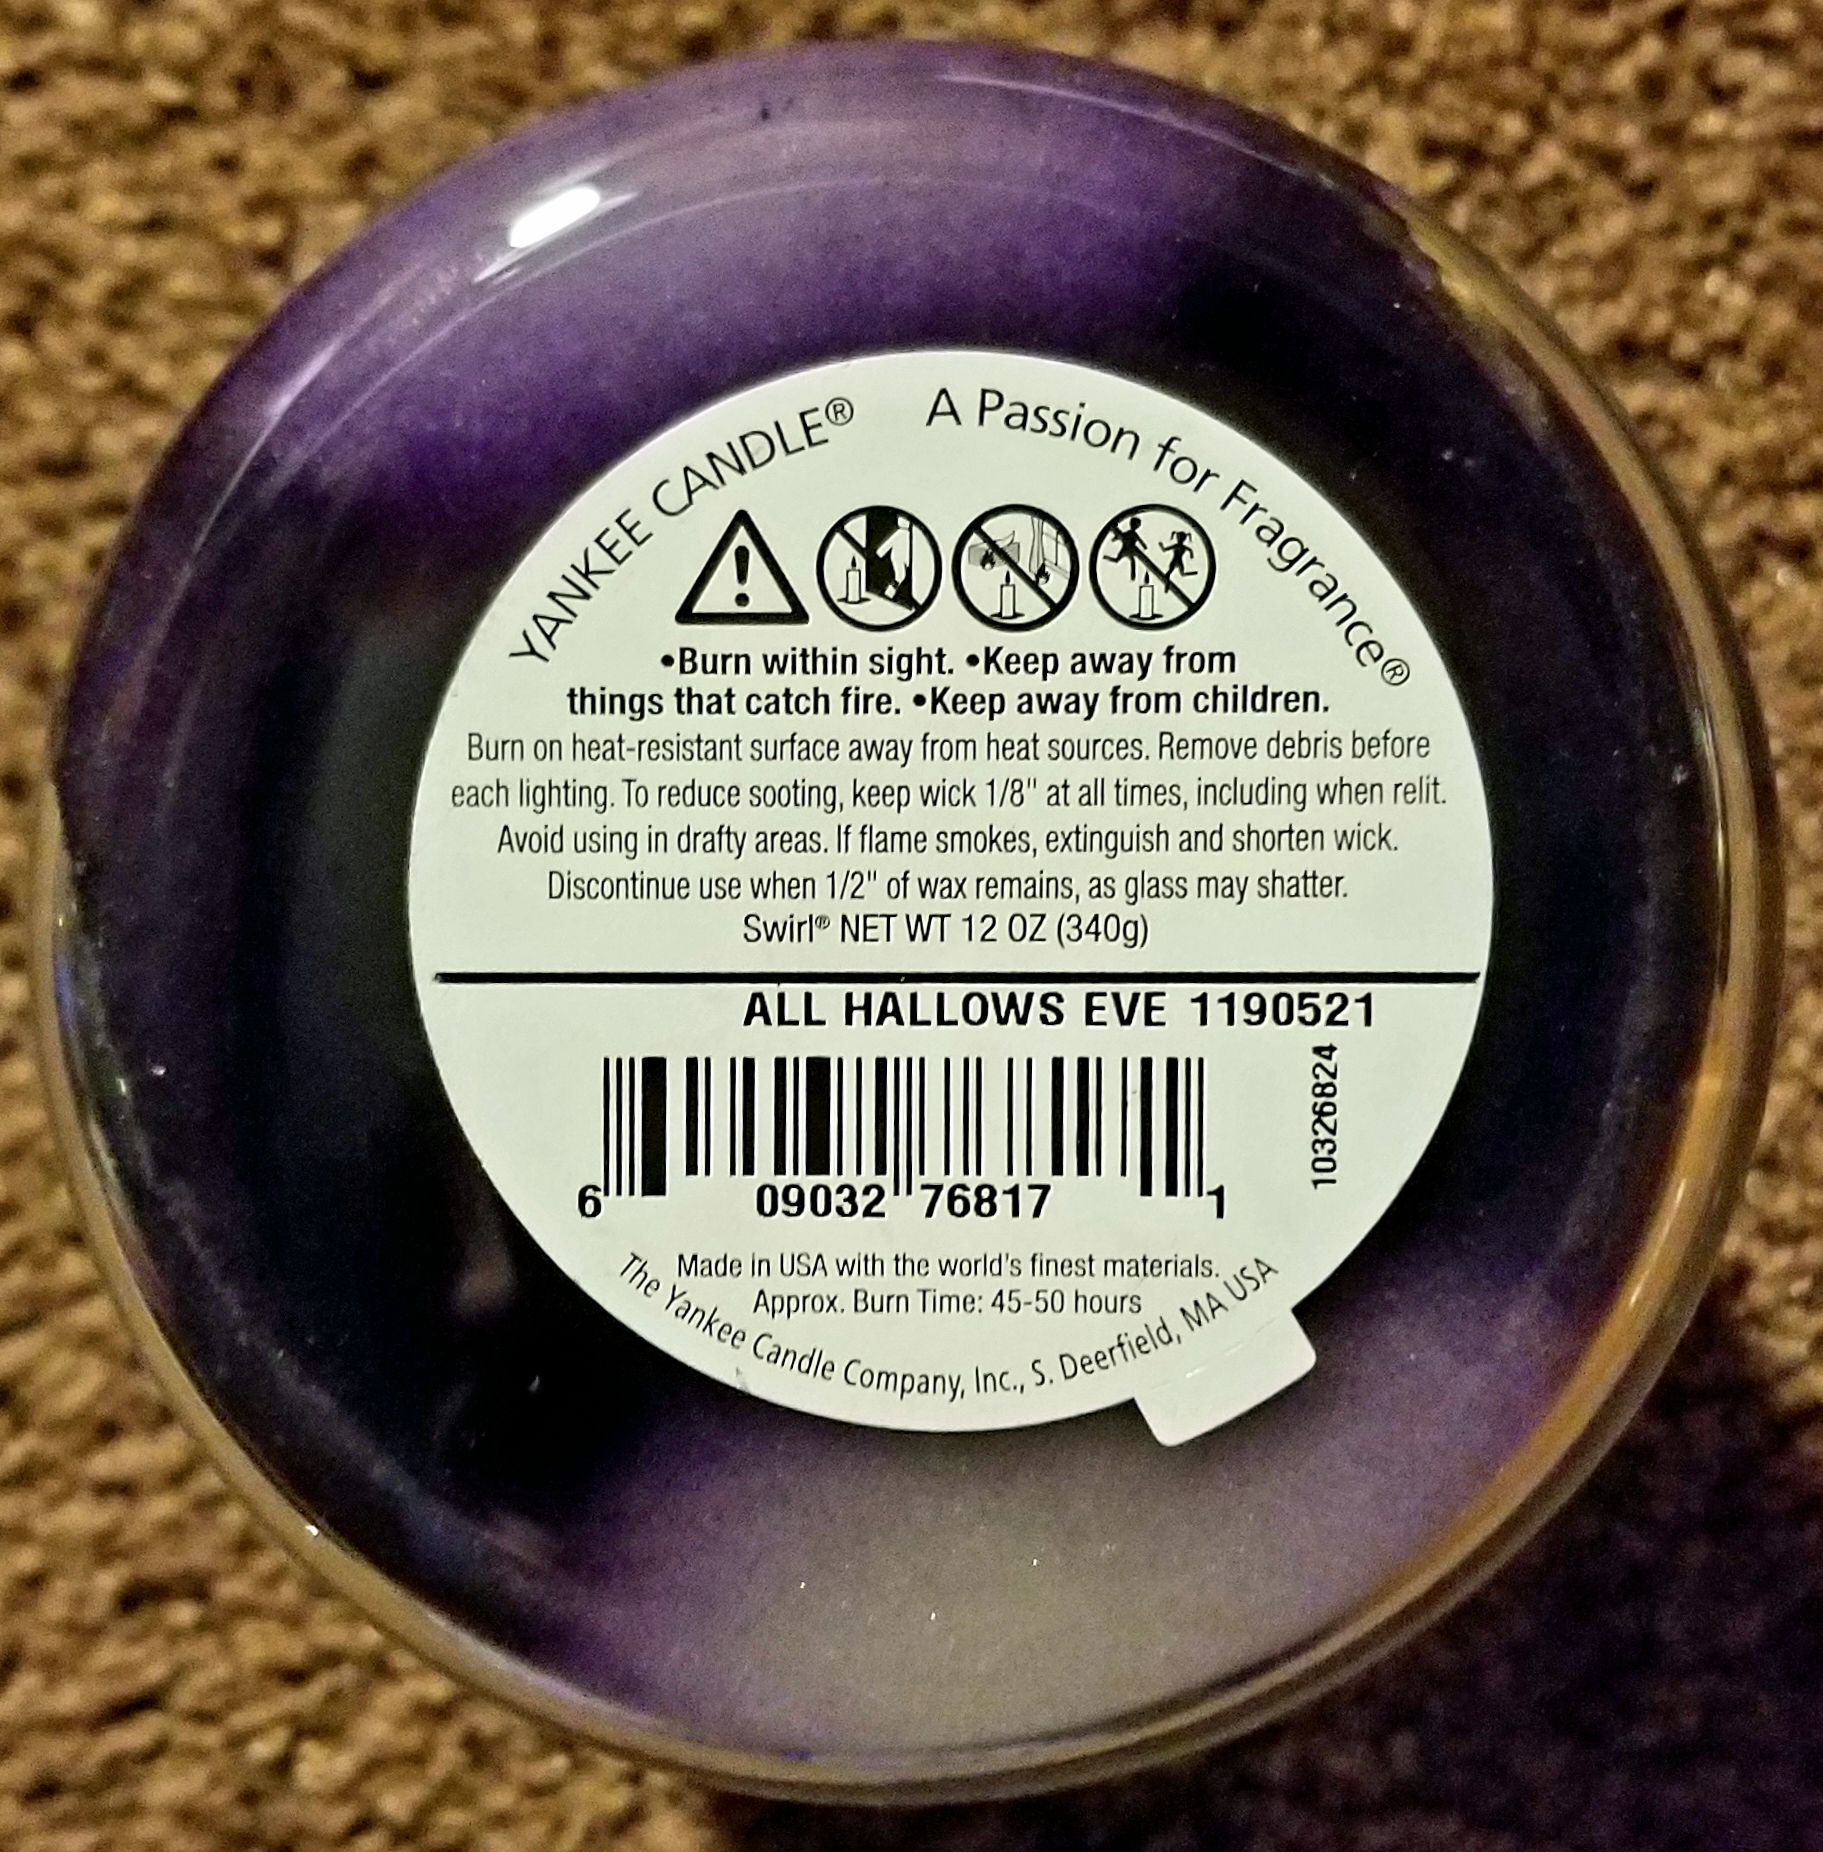 YANKEE CANDLE® A Passion for Fragrance®
•Burn within sight. •Keep away from
things that catch fire. •Keep away from children.
Burn on heat-resistant surface away from heat sources. Remove debris before
each lighting. To reduce sooting, keep wick 1/8" at all times, including when relit.
Avoid using in drafty areas. If flame smokes, extinguish and shorten wick.
Discontinue use when 1/2" of wax remains, as glass may shatter.
Swirl® NET WT 12 OZ (340g)
ALL HALLOWS EVE 1190521
10326824
6 09032 76817 1
Made in USA with the world's finest materials.
Approx. Burn Time: 45-50 hours
The Yankee Candle Company, Inc., S. Deerfield, MA USA